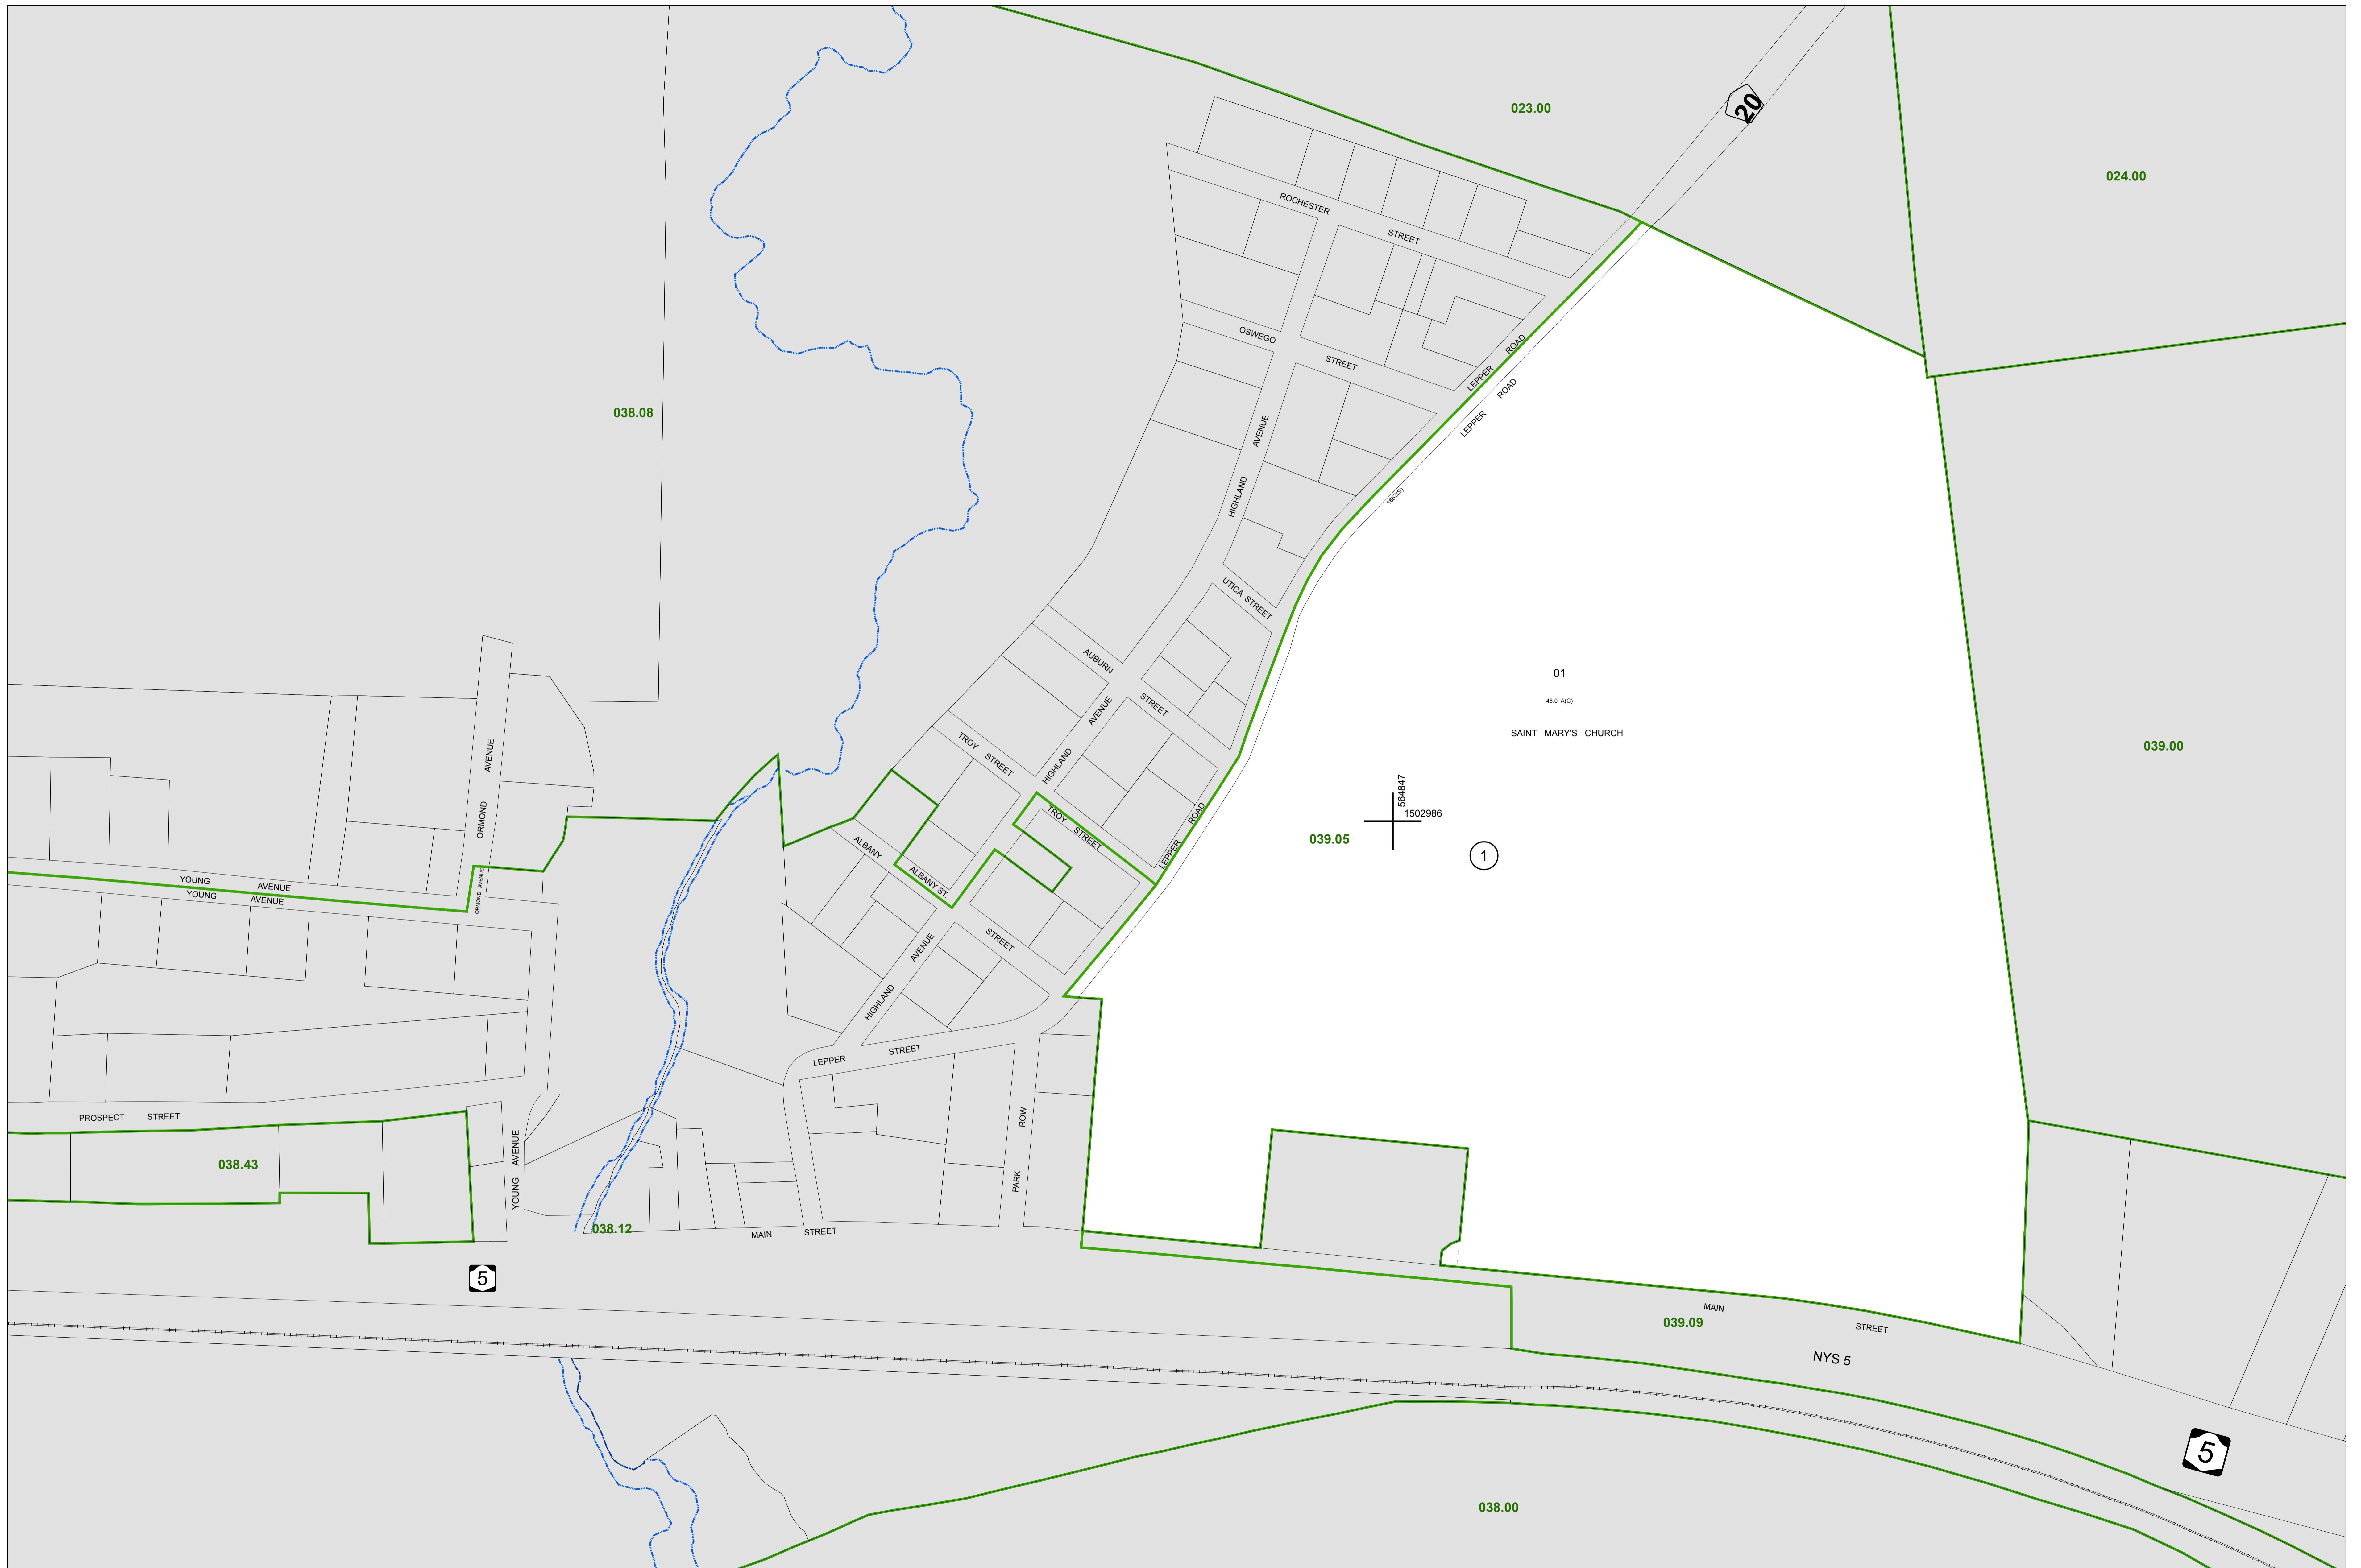 023.00
20
024.00
ROCHESTER STREET
OSWEGO STREET
LEPPER ROAD
LEPPER ROAD
038.08
HIGHLAND AVENUE
1652(S)
UTICA STREET
AUBURN STREET
01
46.0 A(C)
SAINT MARY'S CHURCH
039.00
HIGHLAND AVENUE
TROY STREET
ORMOND AVENUE
564847
1502986
039.05
1
TROY STREET
LEPPER ROAD
ALBANY STREET
ALBANY ST.
YOUNG AVENUE
YOUNG AVENUE
ORMOND AVENUE
HIGHLAND AVENUE
LEPPER STREET
PROSPECT STREET
038.43
YOUNG AVENUE
PARK ROW
038.12
MAIN STREET
5
MAIN STREET
039.09
NYS 5
5
038.00